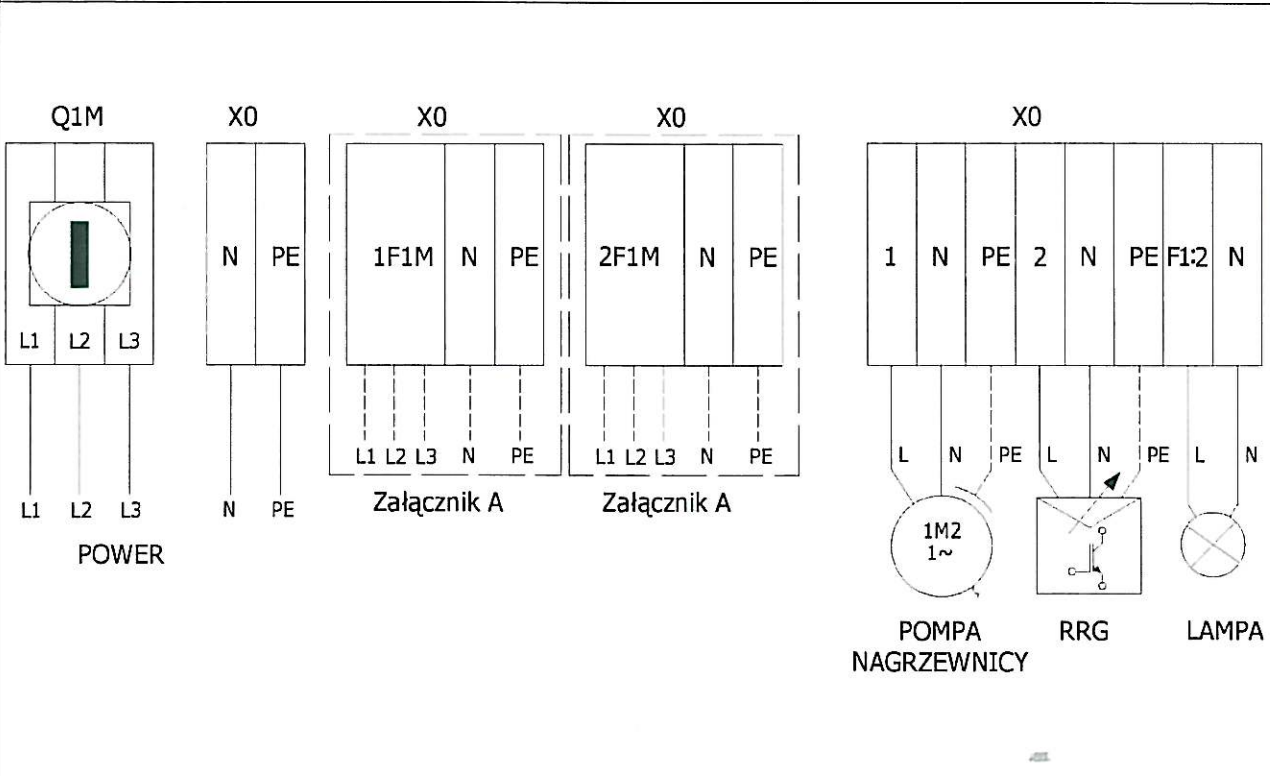 Q1M X0 X0 X0 X0
N PE 1F1M N PE 2F1M N PE 1 N PE 2 N PE F1:2 N
L1 L2 L3
L1 L2 L3 N PE L1 L2 L3 N PE L N PE L N PE L N
Załącznik A Załącznik A
L1 L2 L3 N PE
1M2
1~
POWER
POMPA RRG LAMPA
NAGRZEWNICY